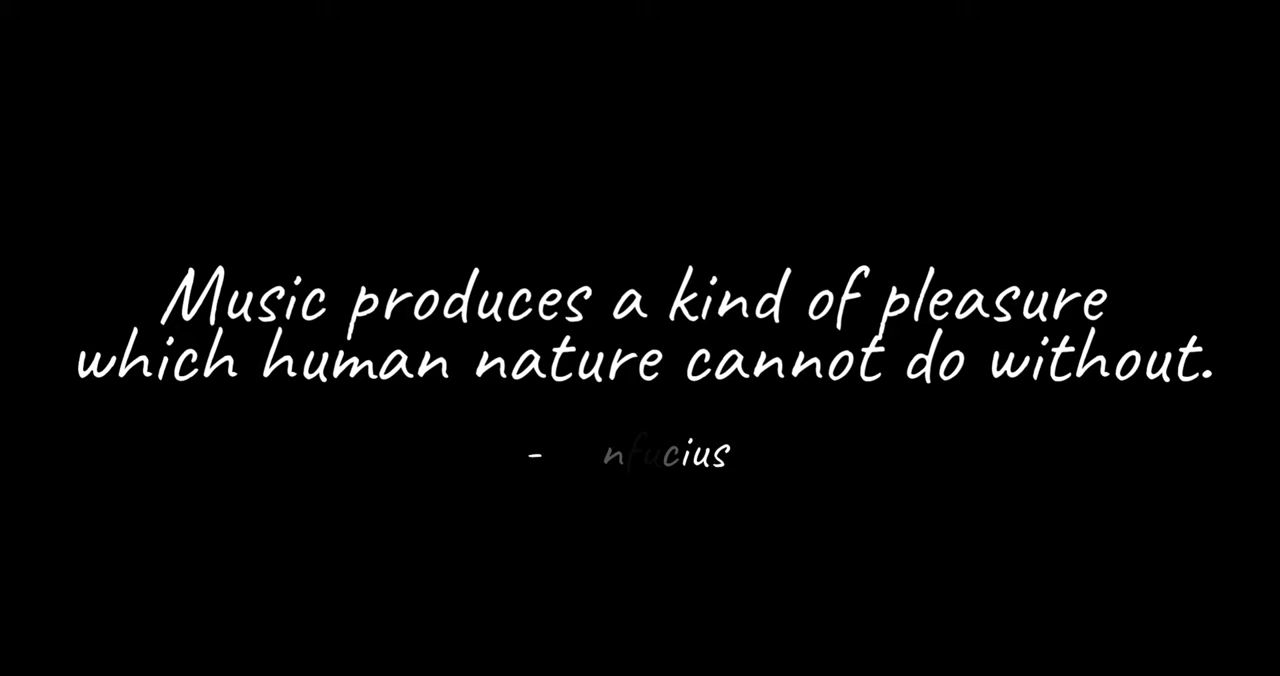 Music produces a kind of pleasure
which human nature cannot do without.
- nfucius